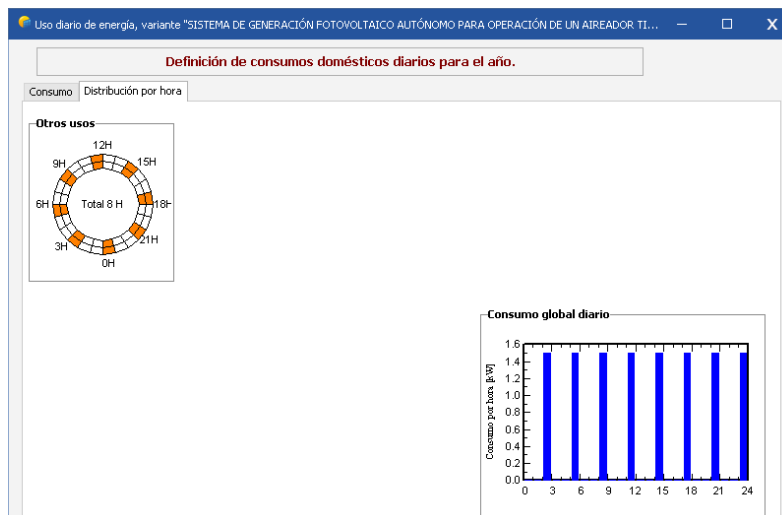 Uso diario de energía, variante "SISTEMA DE GENERACIÓN FOTOVOLTAICO AUTÓNOMO PARA OPERACIÓN DE UN AIREADOR TI...
Definición de consumos domésticos diarios para el año.
Consumo
Distribución por hora
Otros usos
12H
9H
15H
6H
Total 8 H
18H
3H
21H
0H
Consumo global diario
Consumo por hora [kW]
1.6
1.4
1.2
1.0
0.8
0.6
0.4
0.2
0.0
0 3 6 9 12 15 18 21 24